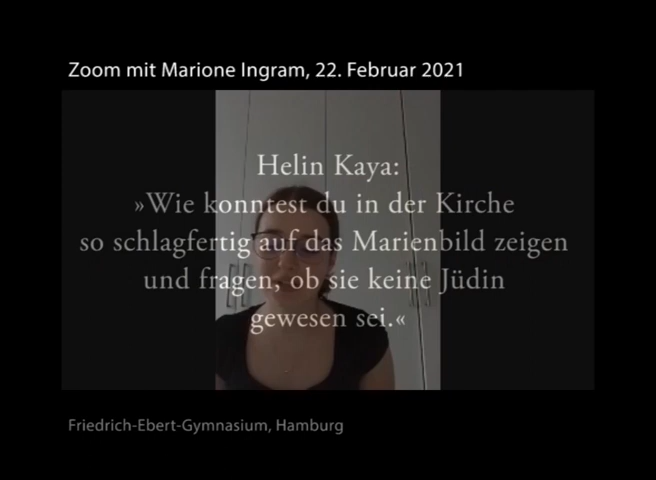 Zoom mit Marione Ingram, 22. Februar 2021
Helin Kaya:
»Wie konntest du in der Kirche
so schlagfertig auf das Marienbild zeigen
und fragen, ob sie keine Jüdin
gewesen sei.«
Friedrich-Ebert-Gymnasium, Hamburg